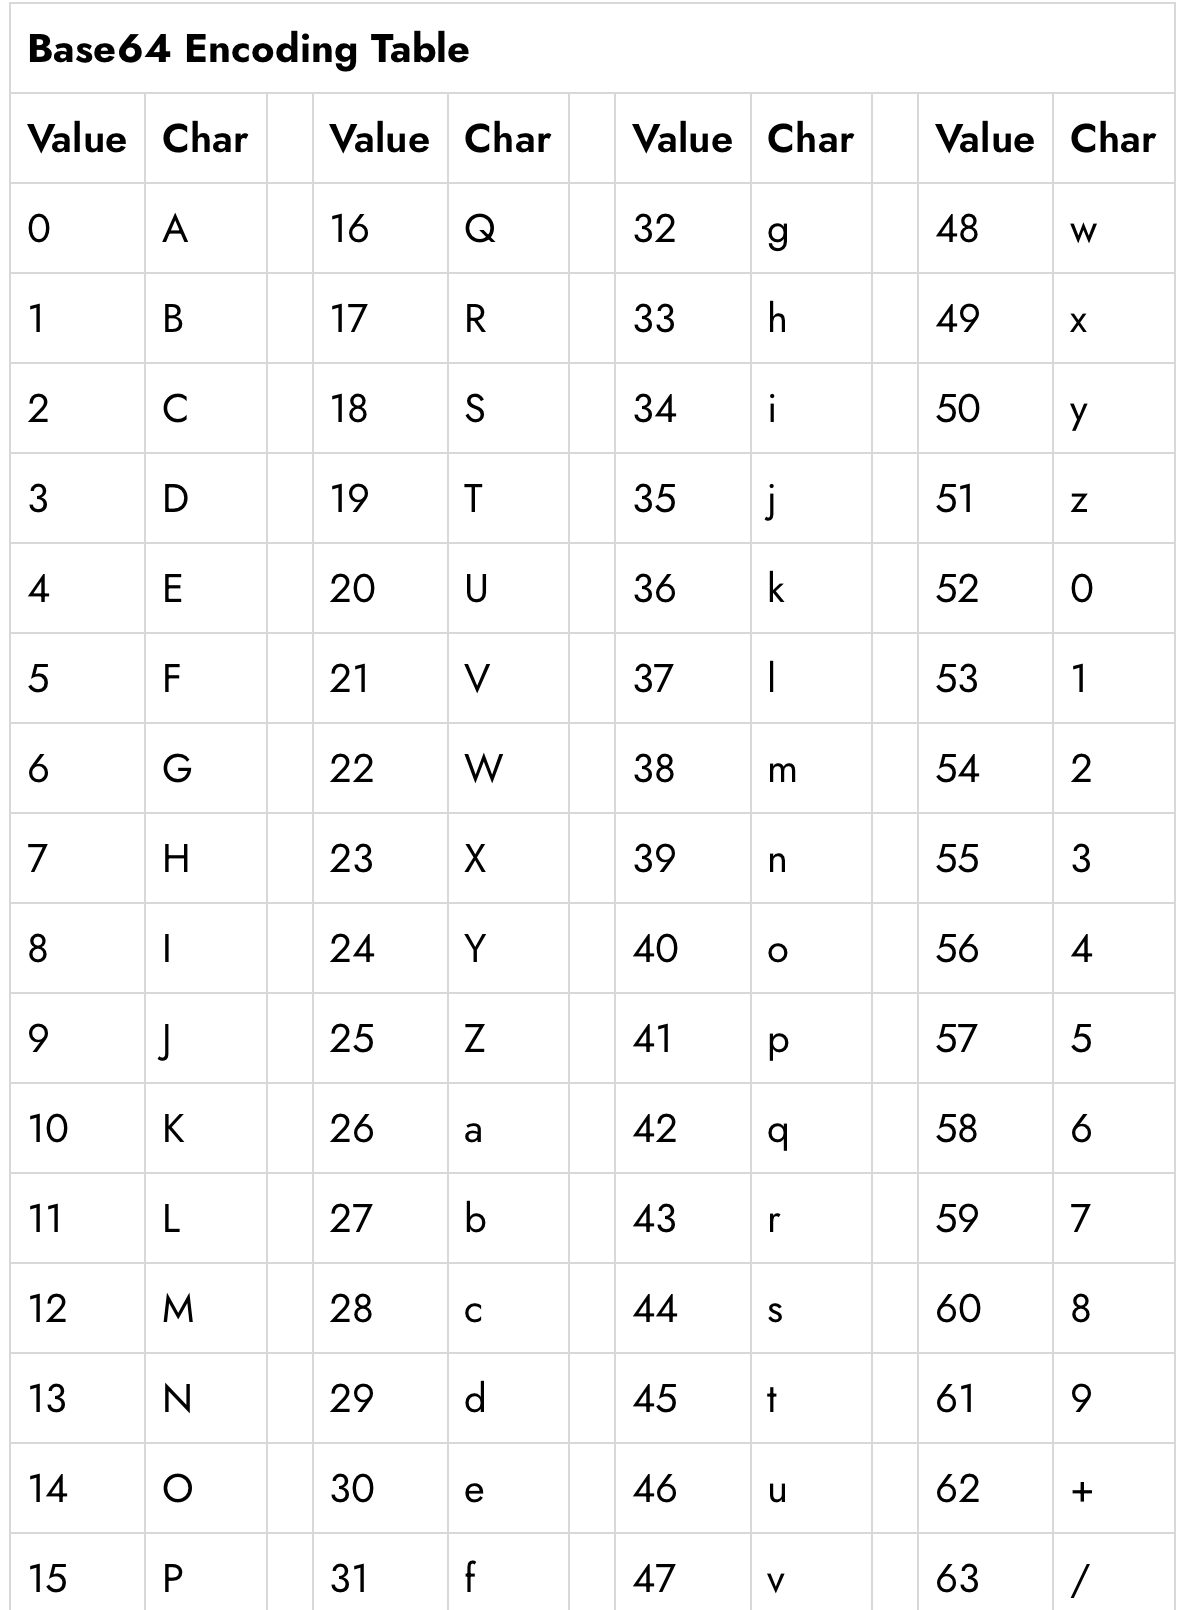 Base64 Encoding Table
Value Char Value Char Value Char Value Char
0 A 16 Q 32 g 48 w
1 B 17 R 33 h 49 x
2 C 18 S 34 i 50 y
3 D 19 T 35 j 51 z
4 E 20 U 36 k 52 0
5 F 21 V 37 l 53 1
6 G 22 W 38 m 54 2
7 H 23 X 39 n 55 3
8 I 24 Y 40 o 56 4
9 J 25 Z 41 p 57 5
10 K 26 a 42 q 58 6
11 L 27 b 43 r 59 7
12 M 28 c 44 s 60 8
13 N 29 d 45 t 61 9
14 O 30 e 46 u 62 +
15 P 31 f 47 v 63 /